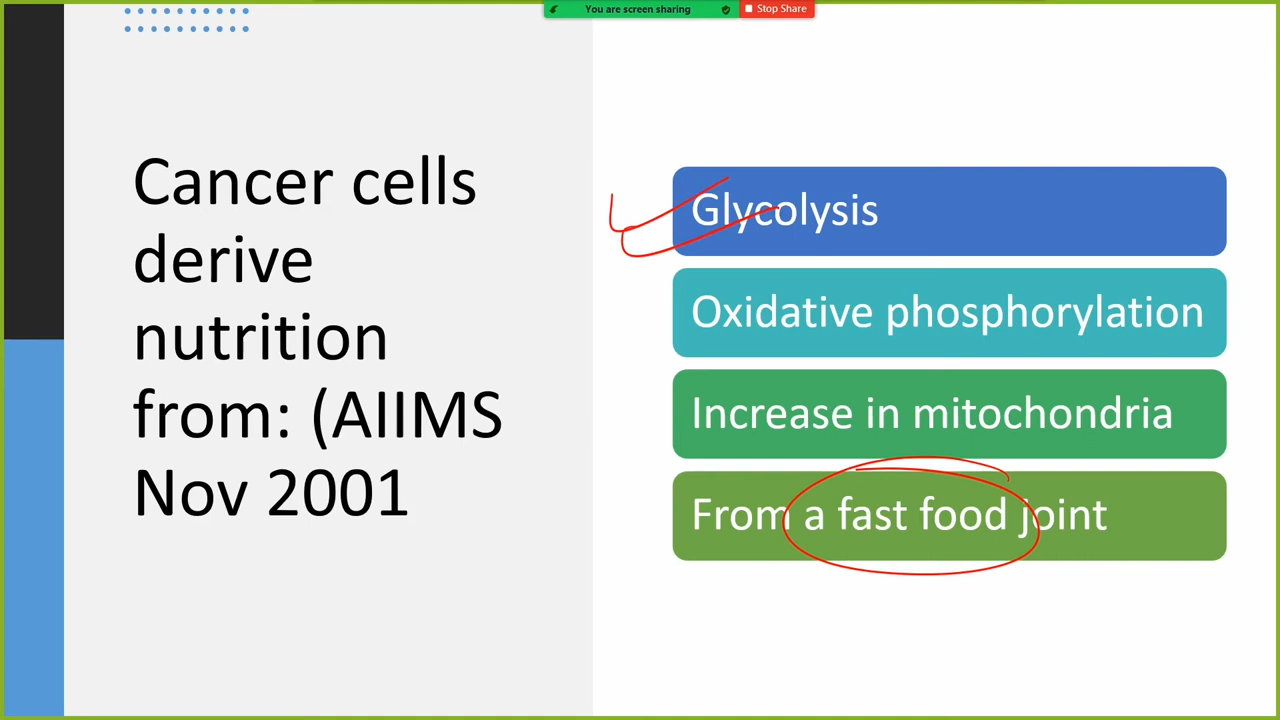 You are screen sharing
Stop Share
Cancer cells
derive
nutrition
from: (AIIMS
Nov 2001
Glycolysis
Oxidative phosphorylation
Increase in mitochondria
From a fast food joint